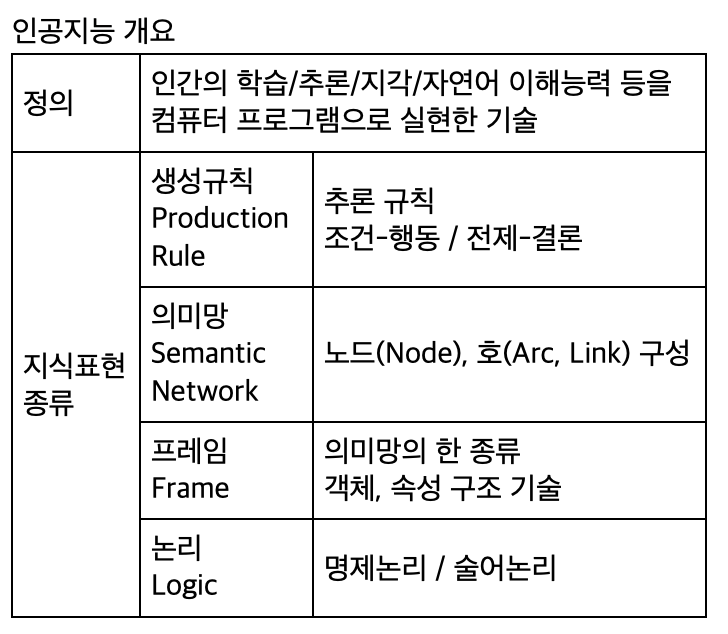 인공지능 개요
정의
인간의 학습/추론/지각/자연어 이해능력 등을
컴퓨터 프로그램으로 실현한 기술
지식표현
종류
생성규칙
Production
Rule
추론 규칙
조건-행동 / 전제-결론
의미망
Semantic
Network
노드(Node), 호(Arc, Link) 구성
프레임
Frame
의미망의 한 종류
객체, 속성 구조 기술
논리
Logic
명제논리 / 술어논리